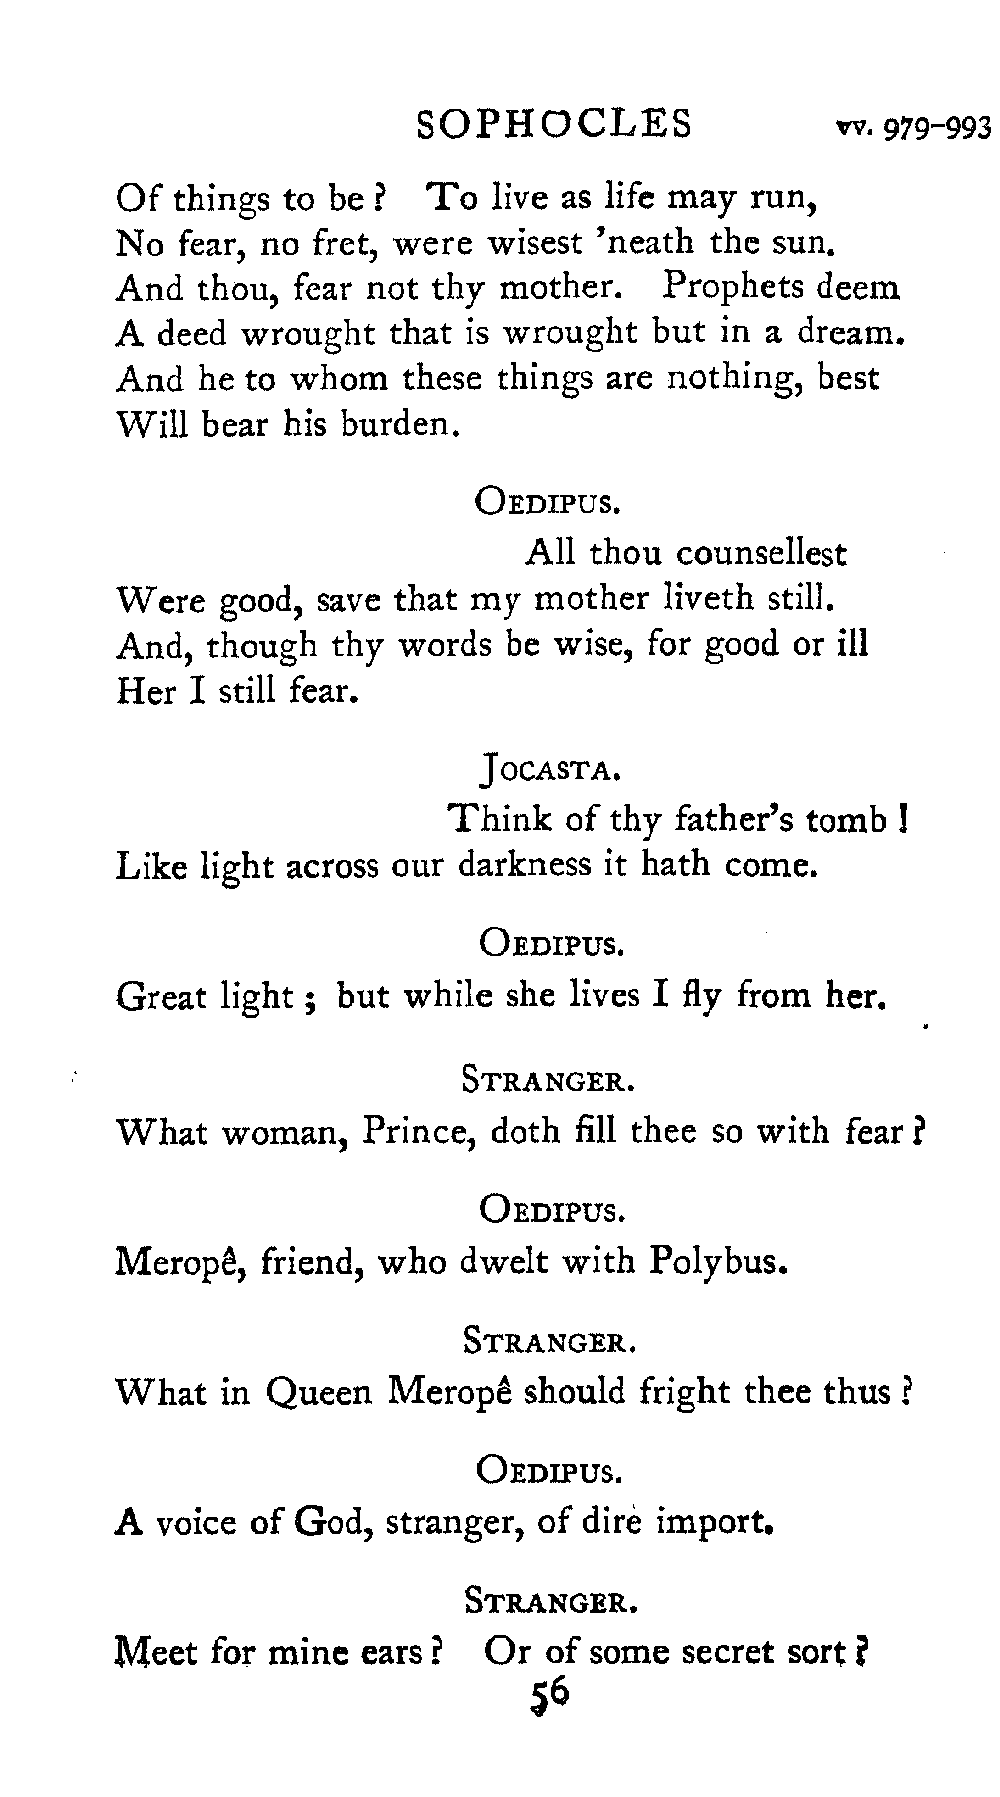 SOPHOCLES vv. 979-993
Of things to be? To live as life may run,
No fear, no fret, were wisest 'neath the sun.
And thou, fear not thy mother. Prophets deem
A deed wrought that is wrought but in a dream.
And he to whom these things are nothing, best
Will bear his burden.
OEDIPUS.
All thou counsellest
Were good, save that my mother liveth still.
And, though thy words be wise, for good or ill
Her I still fear.
JOCASTA.
Think of thy father's tomb!
Like light across our darkness it hath come.
OEDIPUS.
Great light; but while she lives I fly from her.
STRANGER.
What woman, Prince, doth fill thee so with fear?
OEDIPUS.
Meropê, friend, who dwelt with Polybus.
STRANGER.
What in Queen Meropê should fright thee thus?
OEDIPUS.
A voice of God, stranger, of dire import.
STRANGER.
Meet for mine ears? Or of some secret sort?
56